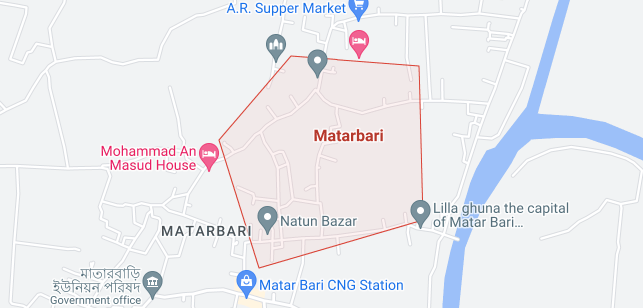 A.R. Supper Market
Matarbari
Mohammad An
Masud House
Lilla ghuna the capital
of Matar Bari...
Natun Bazar
MATARBARI
মাতারবাড়ি
ইউনিয়ন পরিষদ
Government office
Matar Bari CNG Station